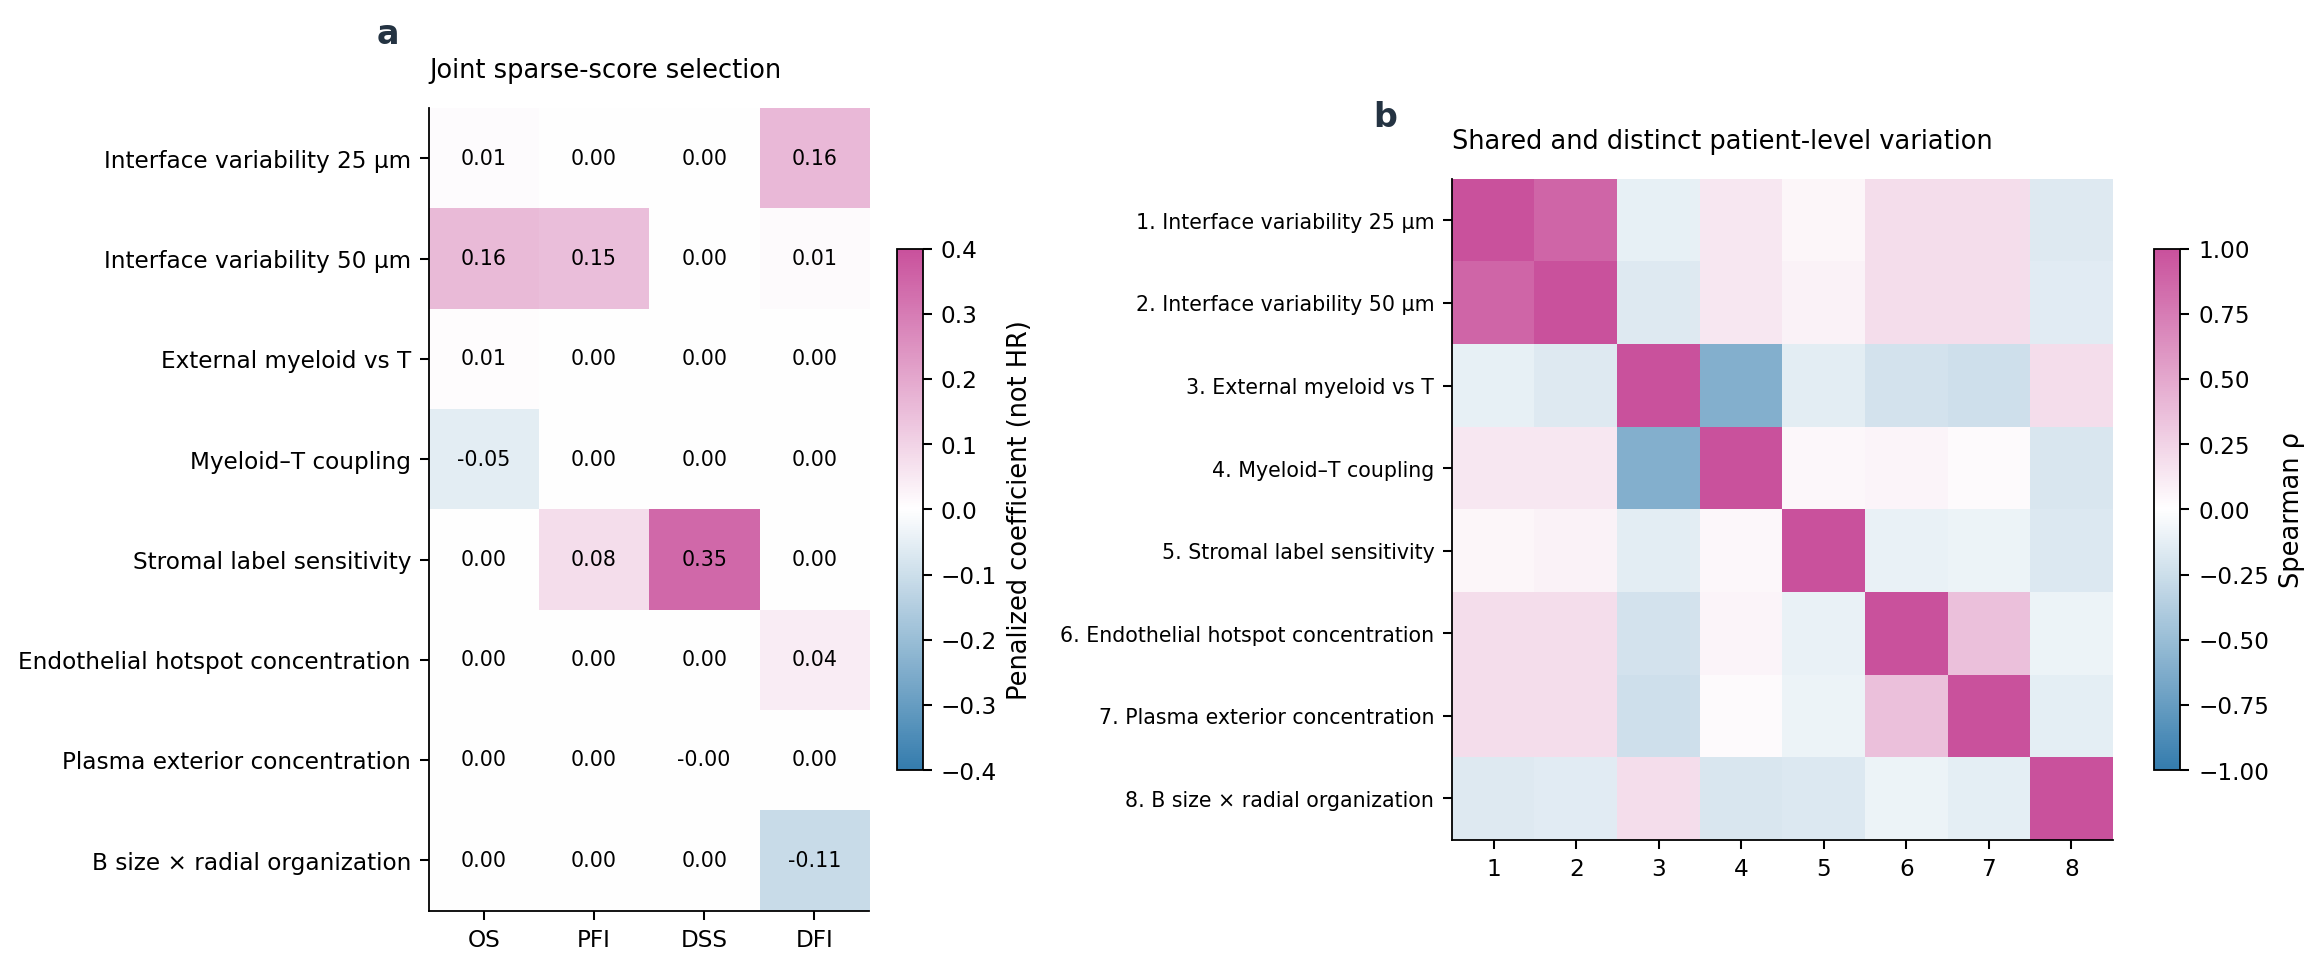 a
Joint sparse-score selection
Interface variability 25 µm 0.01 0.00 0.00 0.16
Interface variability 50 µm 0.16 0.15 0.00 0.01
External myeloid vs T 0.01 0.00 0.00 0.00
Myeloid–T coupling -0.05 0.00 0.00 0.00
Stromal label sensitivity 0.00 0.08 0.35 0.00
Endothelial hotspot concentration 0.00 0.00 0.00 0.04
Plasma exterior concentration 0.00 0.00 -0.00 0.00
B size × radial organization 0.00 0.00 0.00 -0.11
OS PFI DSS DFI
0.4
0.3
0.2
0.1
0.0
−0.1
−0.2
−0.3
−0.4
Penalized coefficient (not HR)
b
Shared and distinct patient-level variation
1. Interface variability 25 µm
2. Interface variability 50 µm
3. External myeloid vs T
4. Myeloid–T coupling
5. Stromal label sensitivity
6. Endothelial hotspot concentration
7. Plasma exterior concentration
8. B size × radial organization
1 2 3 4 5 6 7 8
1.00
0.75
0.50
0.25
0.00
−0.25
−0.50
−0.75
−1.00
Spearman ρ